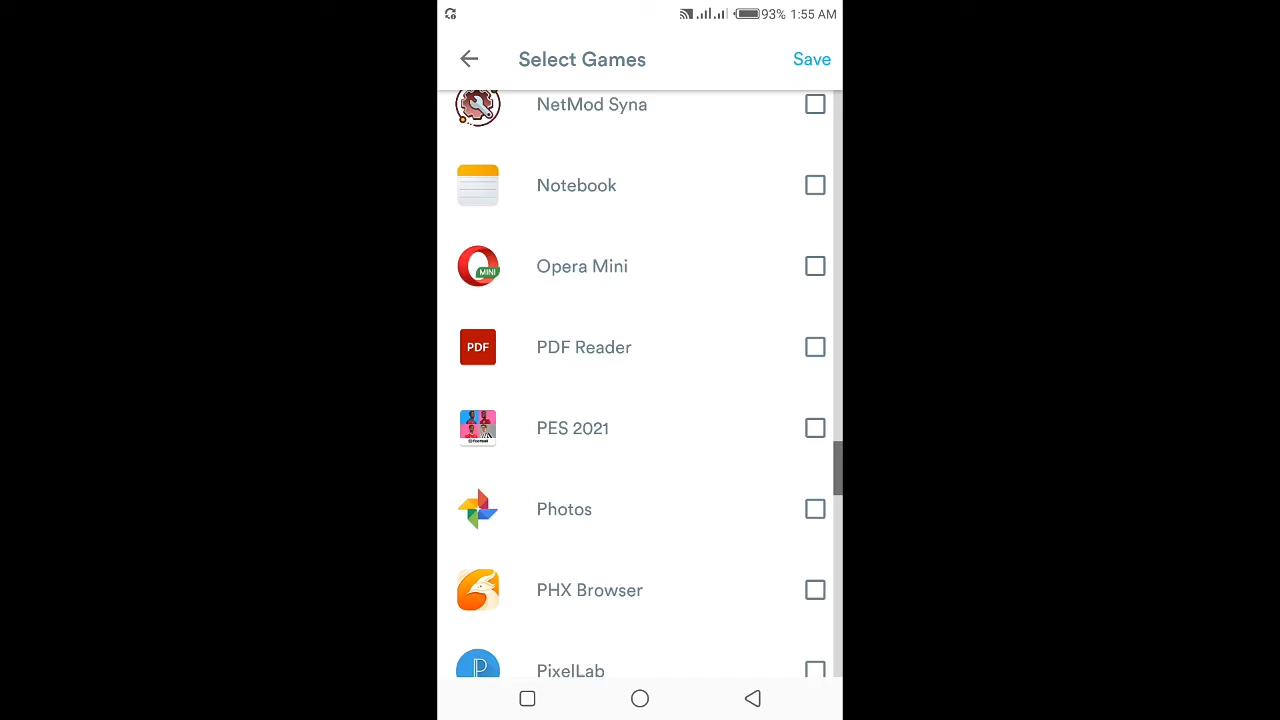 93% 1:55 AM
Select Games
Save
NetMod Syna
Notebook
MINI
Opera Mini
PDF
PDF Reader
PES 2021
Photos
PHX Browser
P
PixelLab